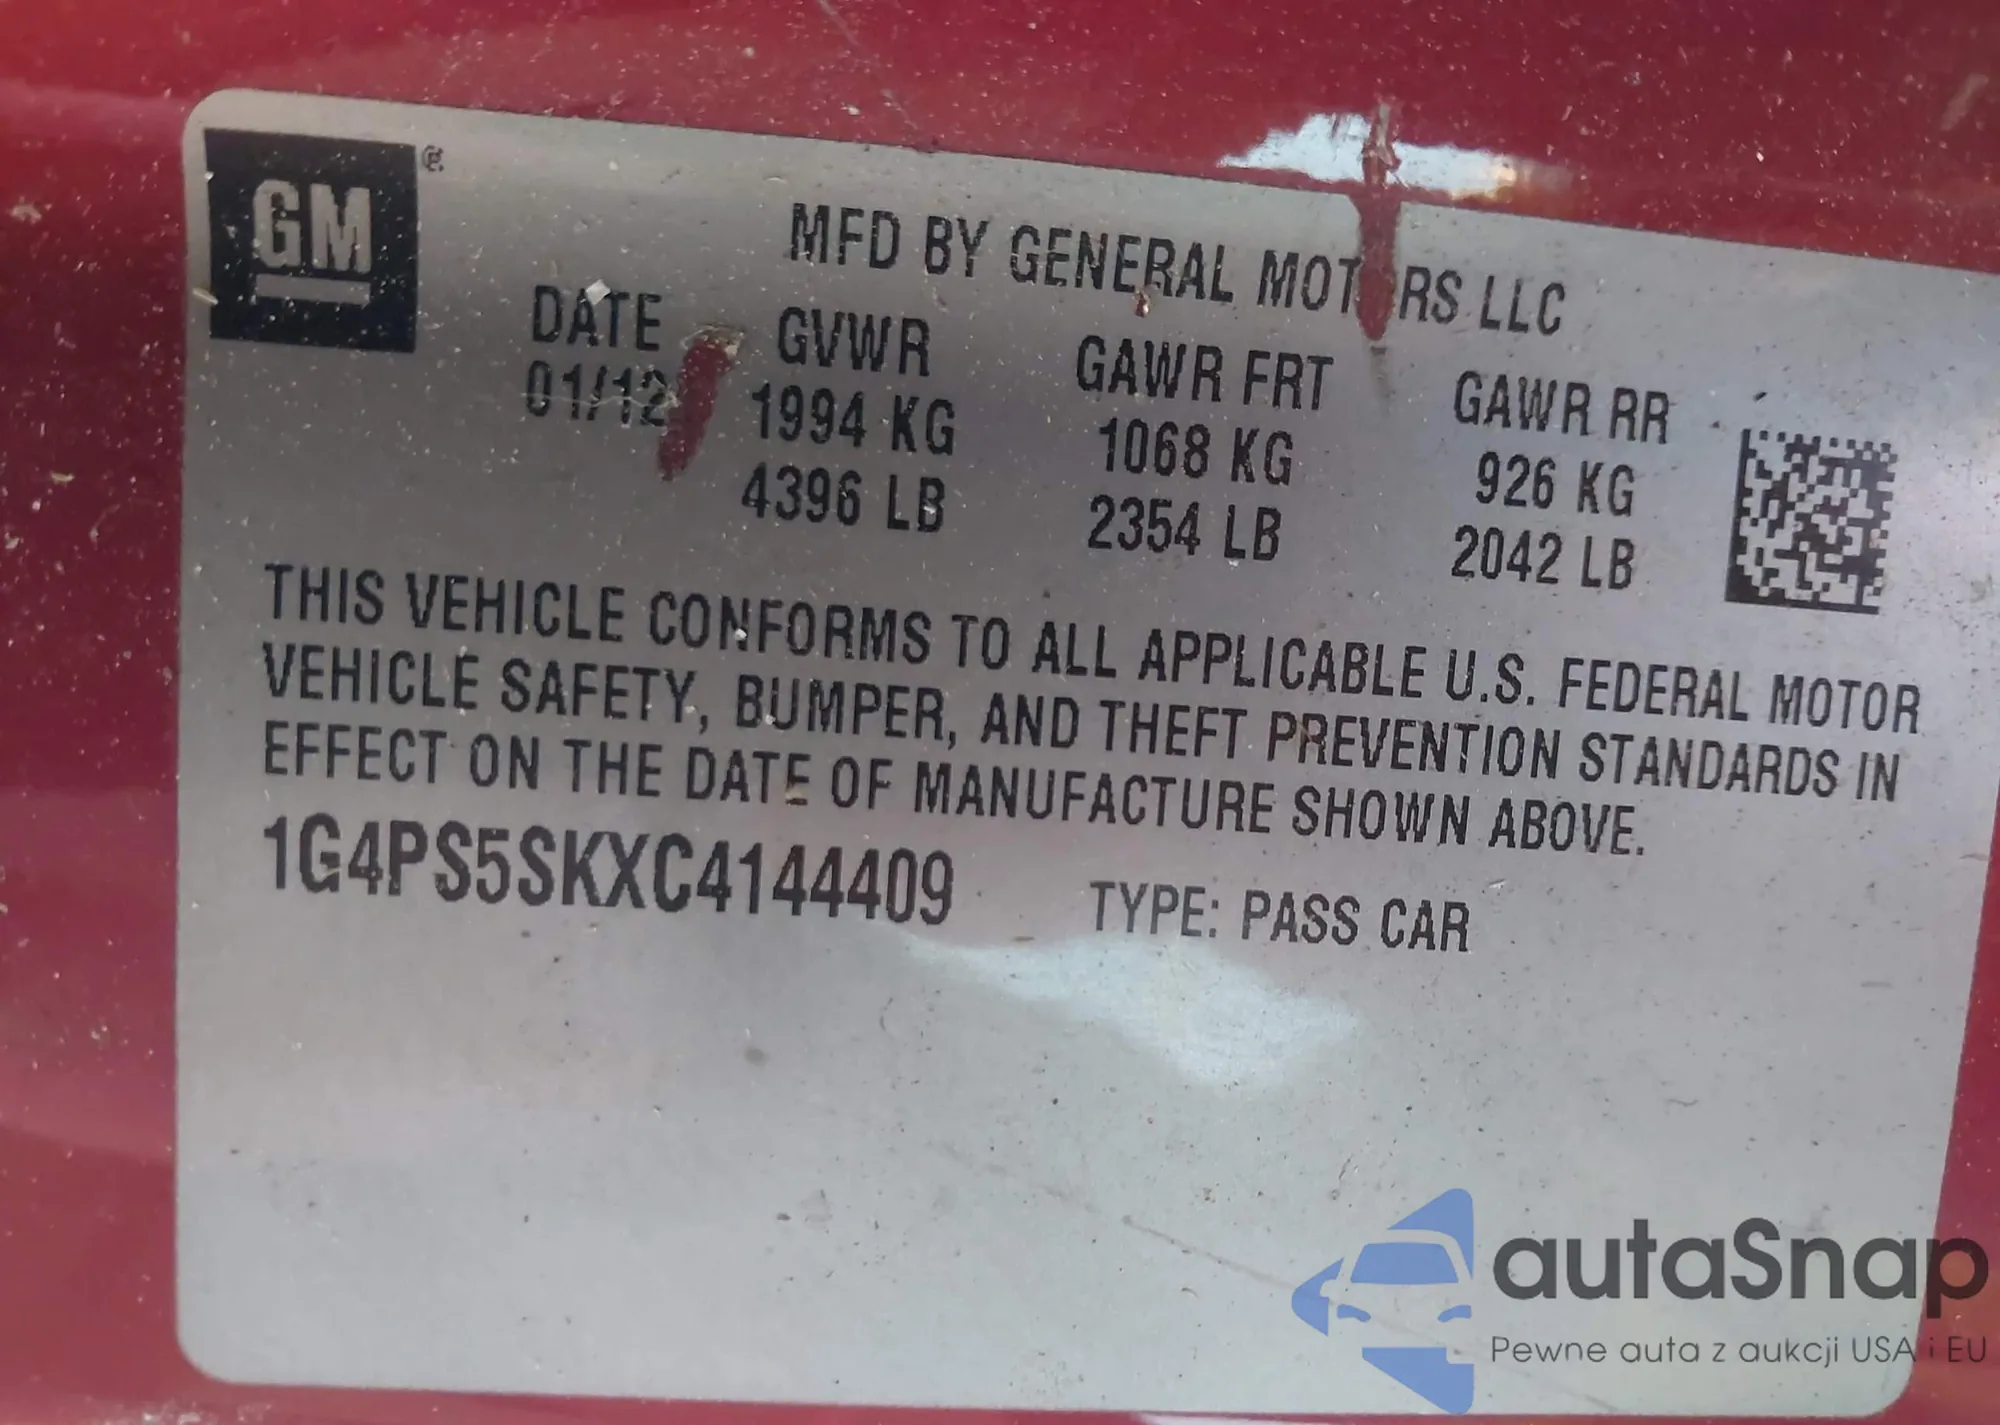 GM
MFD BY GENERAL MOTORS LLC
DATE GVWR GAWR FRT GAWR RR
01/12 1994 KG 1068 KG 926 KG
4396 LB 2354 LB 2042 LB
THIS VEHICLE CONFORMS TO ALL APPLICABLE U.S. FEDERAL MOTOR
VEHICLE SAFETY, BUMPER, AND THEFT PREVENTION STANDARDS IN
EFFECT ON THE DATE OF MANUFACTURE SHOWN ABOVE.
1G4PS5SKXC4144409 TYPE: PASS CAR
autaSnap
Pewne auta z aukcji USA i EU